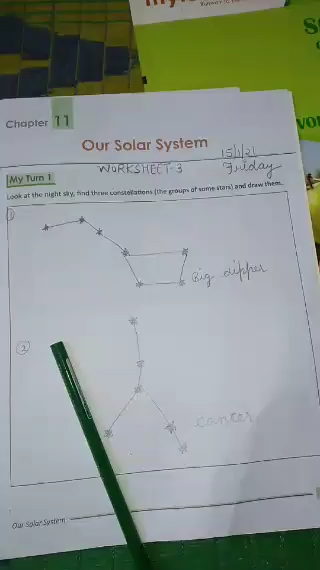 Chapter 11
Our Solar System
15/1/21
WORKSHEET-3 Friday
My Turn 1
Look at the night sky, find three constellations (the groups of some stars) and draw them.
1
Big dipper
2
cancer
Our Solar System